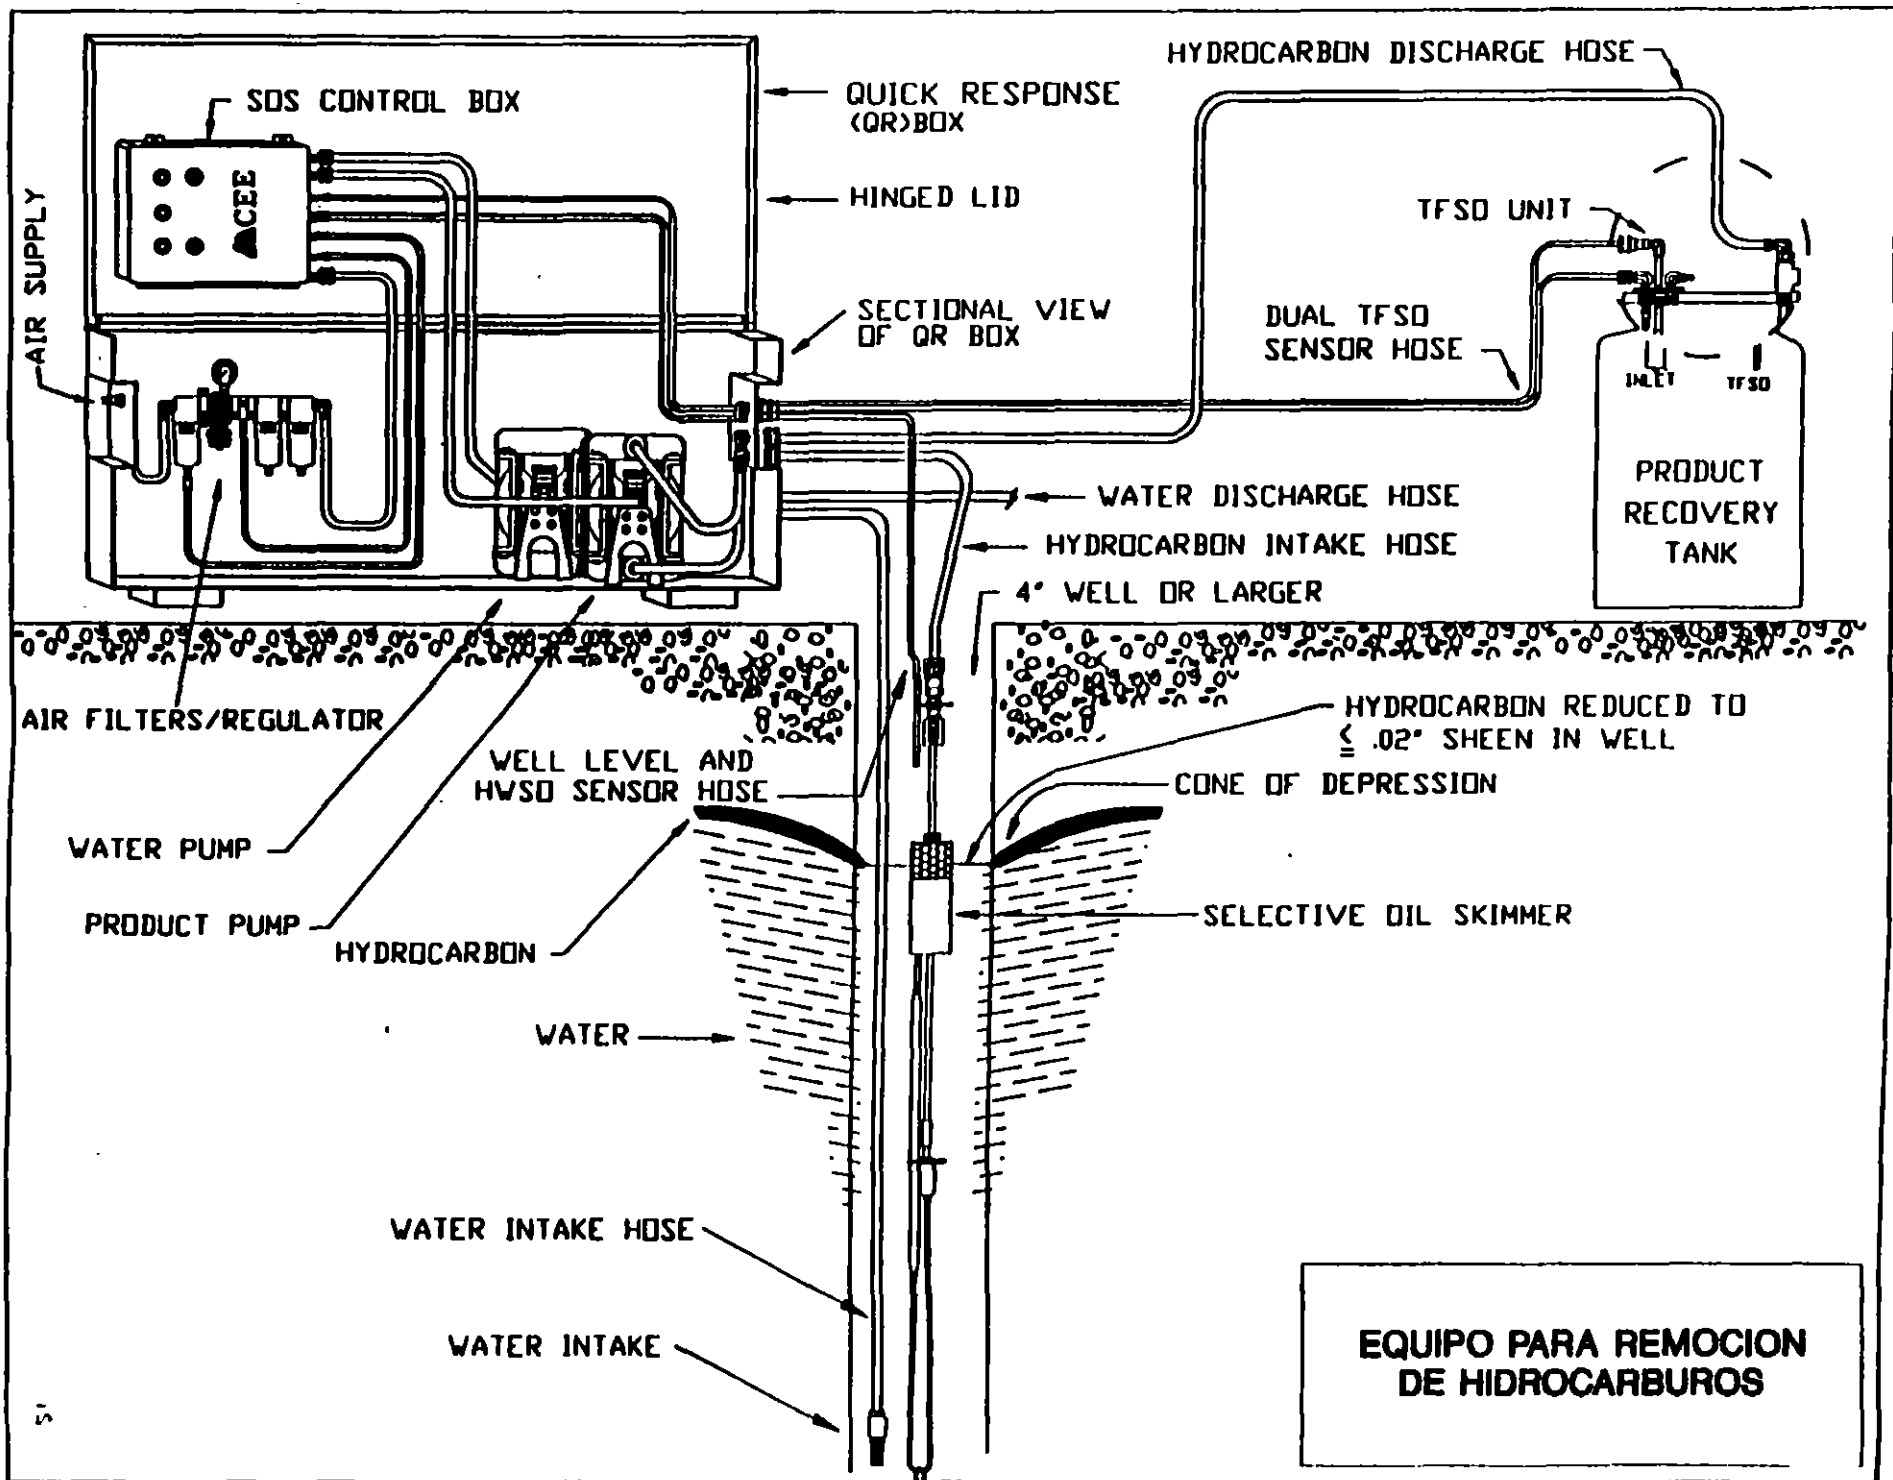 HYDROCARBON DISCHARGE HOSE
SOS CONTROL BOX
QUICK RESPONSE
(QR)BOX
ACEE
HINGED LID
AIR SUPPLY
TFSO UNIT
SECTIONAL VIEW
OF QR BOX
DUAL TFSO
SENSOR HOSE
INLET
TFSO
PRODUCT
RECOVERY
TANK
WATER DISCHARGE HOSE
HYDROCARBON INTAKE HOSE
4" WELL OR LARGER
AIR FILTERS/REGULATOR
HYDROCARBON REDUCED TO
≤ .02" SHEEN IN WELL
WELL LEVEL AND
HWSO SENSOR HOSE
CONE OF DEPRESSION
WATER PUMP
PRODUCT PUMP
SELECTIVE OIL SKIMMER
HYDROCARBON
WATER
WATER INTAKE HOSE
WATER INTAKE
EQUIPO PARA REMOCION
DE HIDROCARBUROS